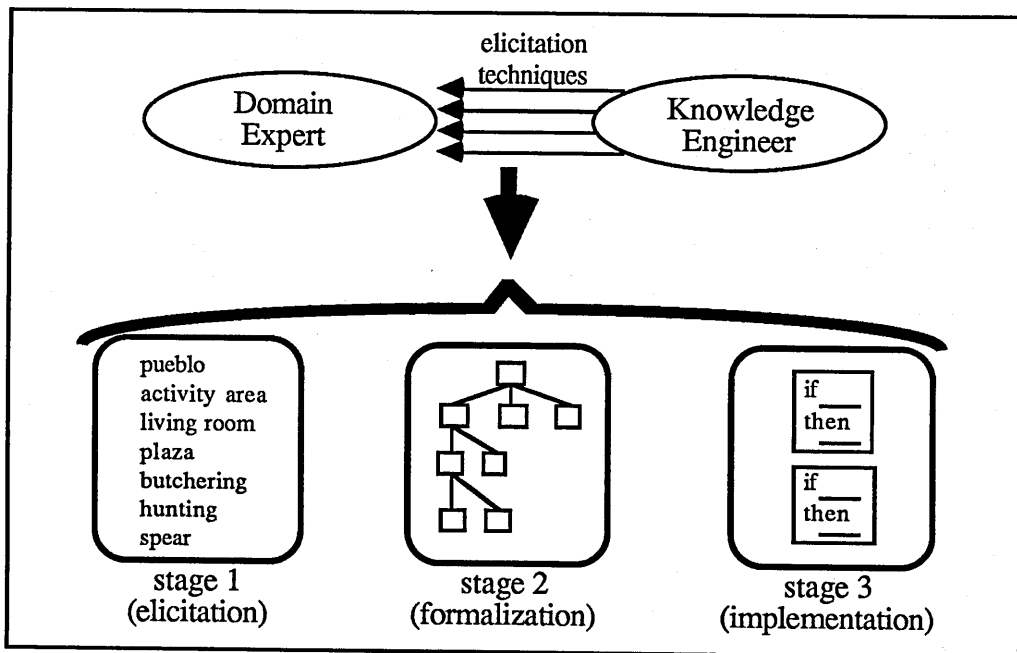 elicitation
techniques
Domain
Expert
Knowledge
Engineer
pueblo
activity area
living room
plaza
butchering
hunting
spear
if
then
if
then
stage 1
(elicitation)
stage 2
(formalization)
stage 3
(implementation)